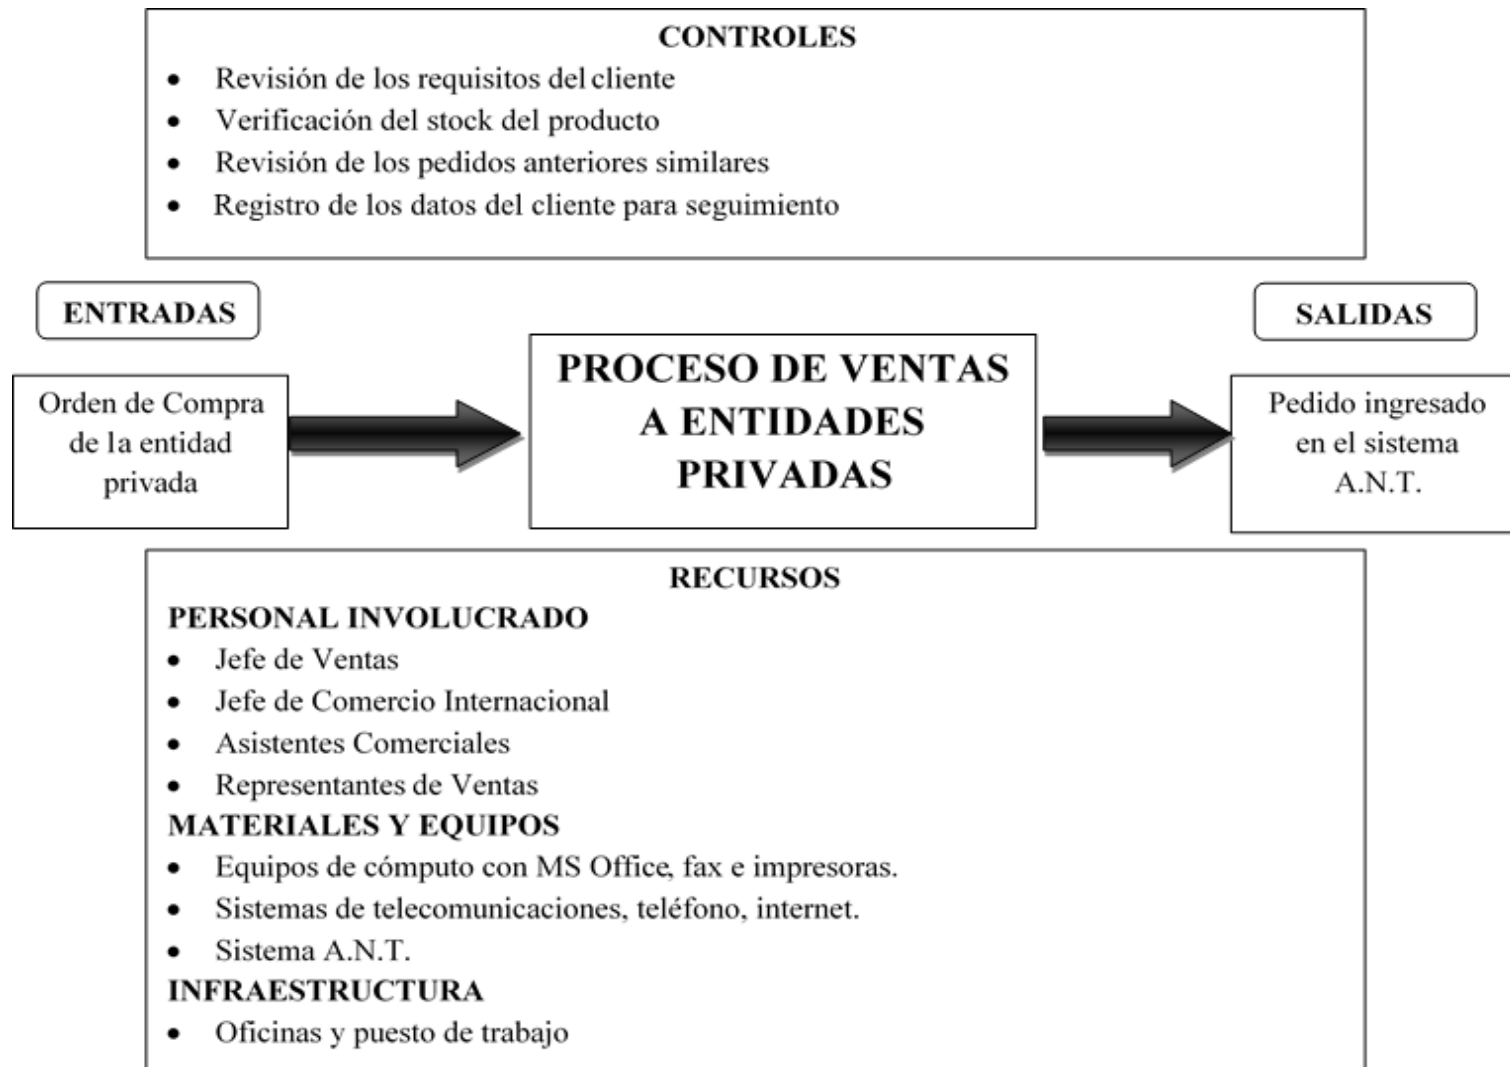 CONTROLES
• Revisión de los requisitos del cliente
• Verificación del stock del producto
• Revisión de los pedidos anteriores similares
• Registro de los datos del cliente para seguimiento
ENTRADAS
Orden de Compra
de la entidad
privada
PROCESO DE VENTAS
A ENTIDADES
PRIVADAS
SALIDAS
Pedido ingresado
en el sistema
A.N.T.
RECURSOS
PERSONAL INVOLUCRADO
• Jefe de Ventas
• Jefe de Comercio Internacional
• Asistentes Comerciales
• Representantes de Ventas
MATERIALES Y EQUIPOS
• Equipos de cómputo con MS Office, fax e impresoras.
• Sistemas de telecomunicaciones, teléfono, internet.
• Sistema A.N.T.
INFRAESTRUCTURA
• Oficinas y puesto de trabajo